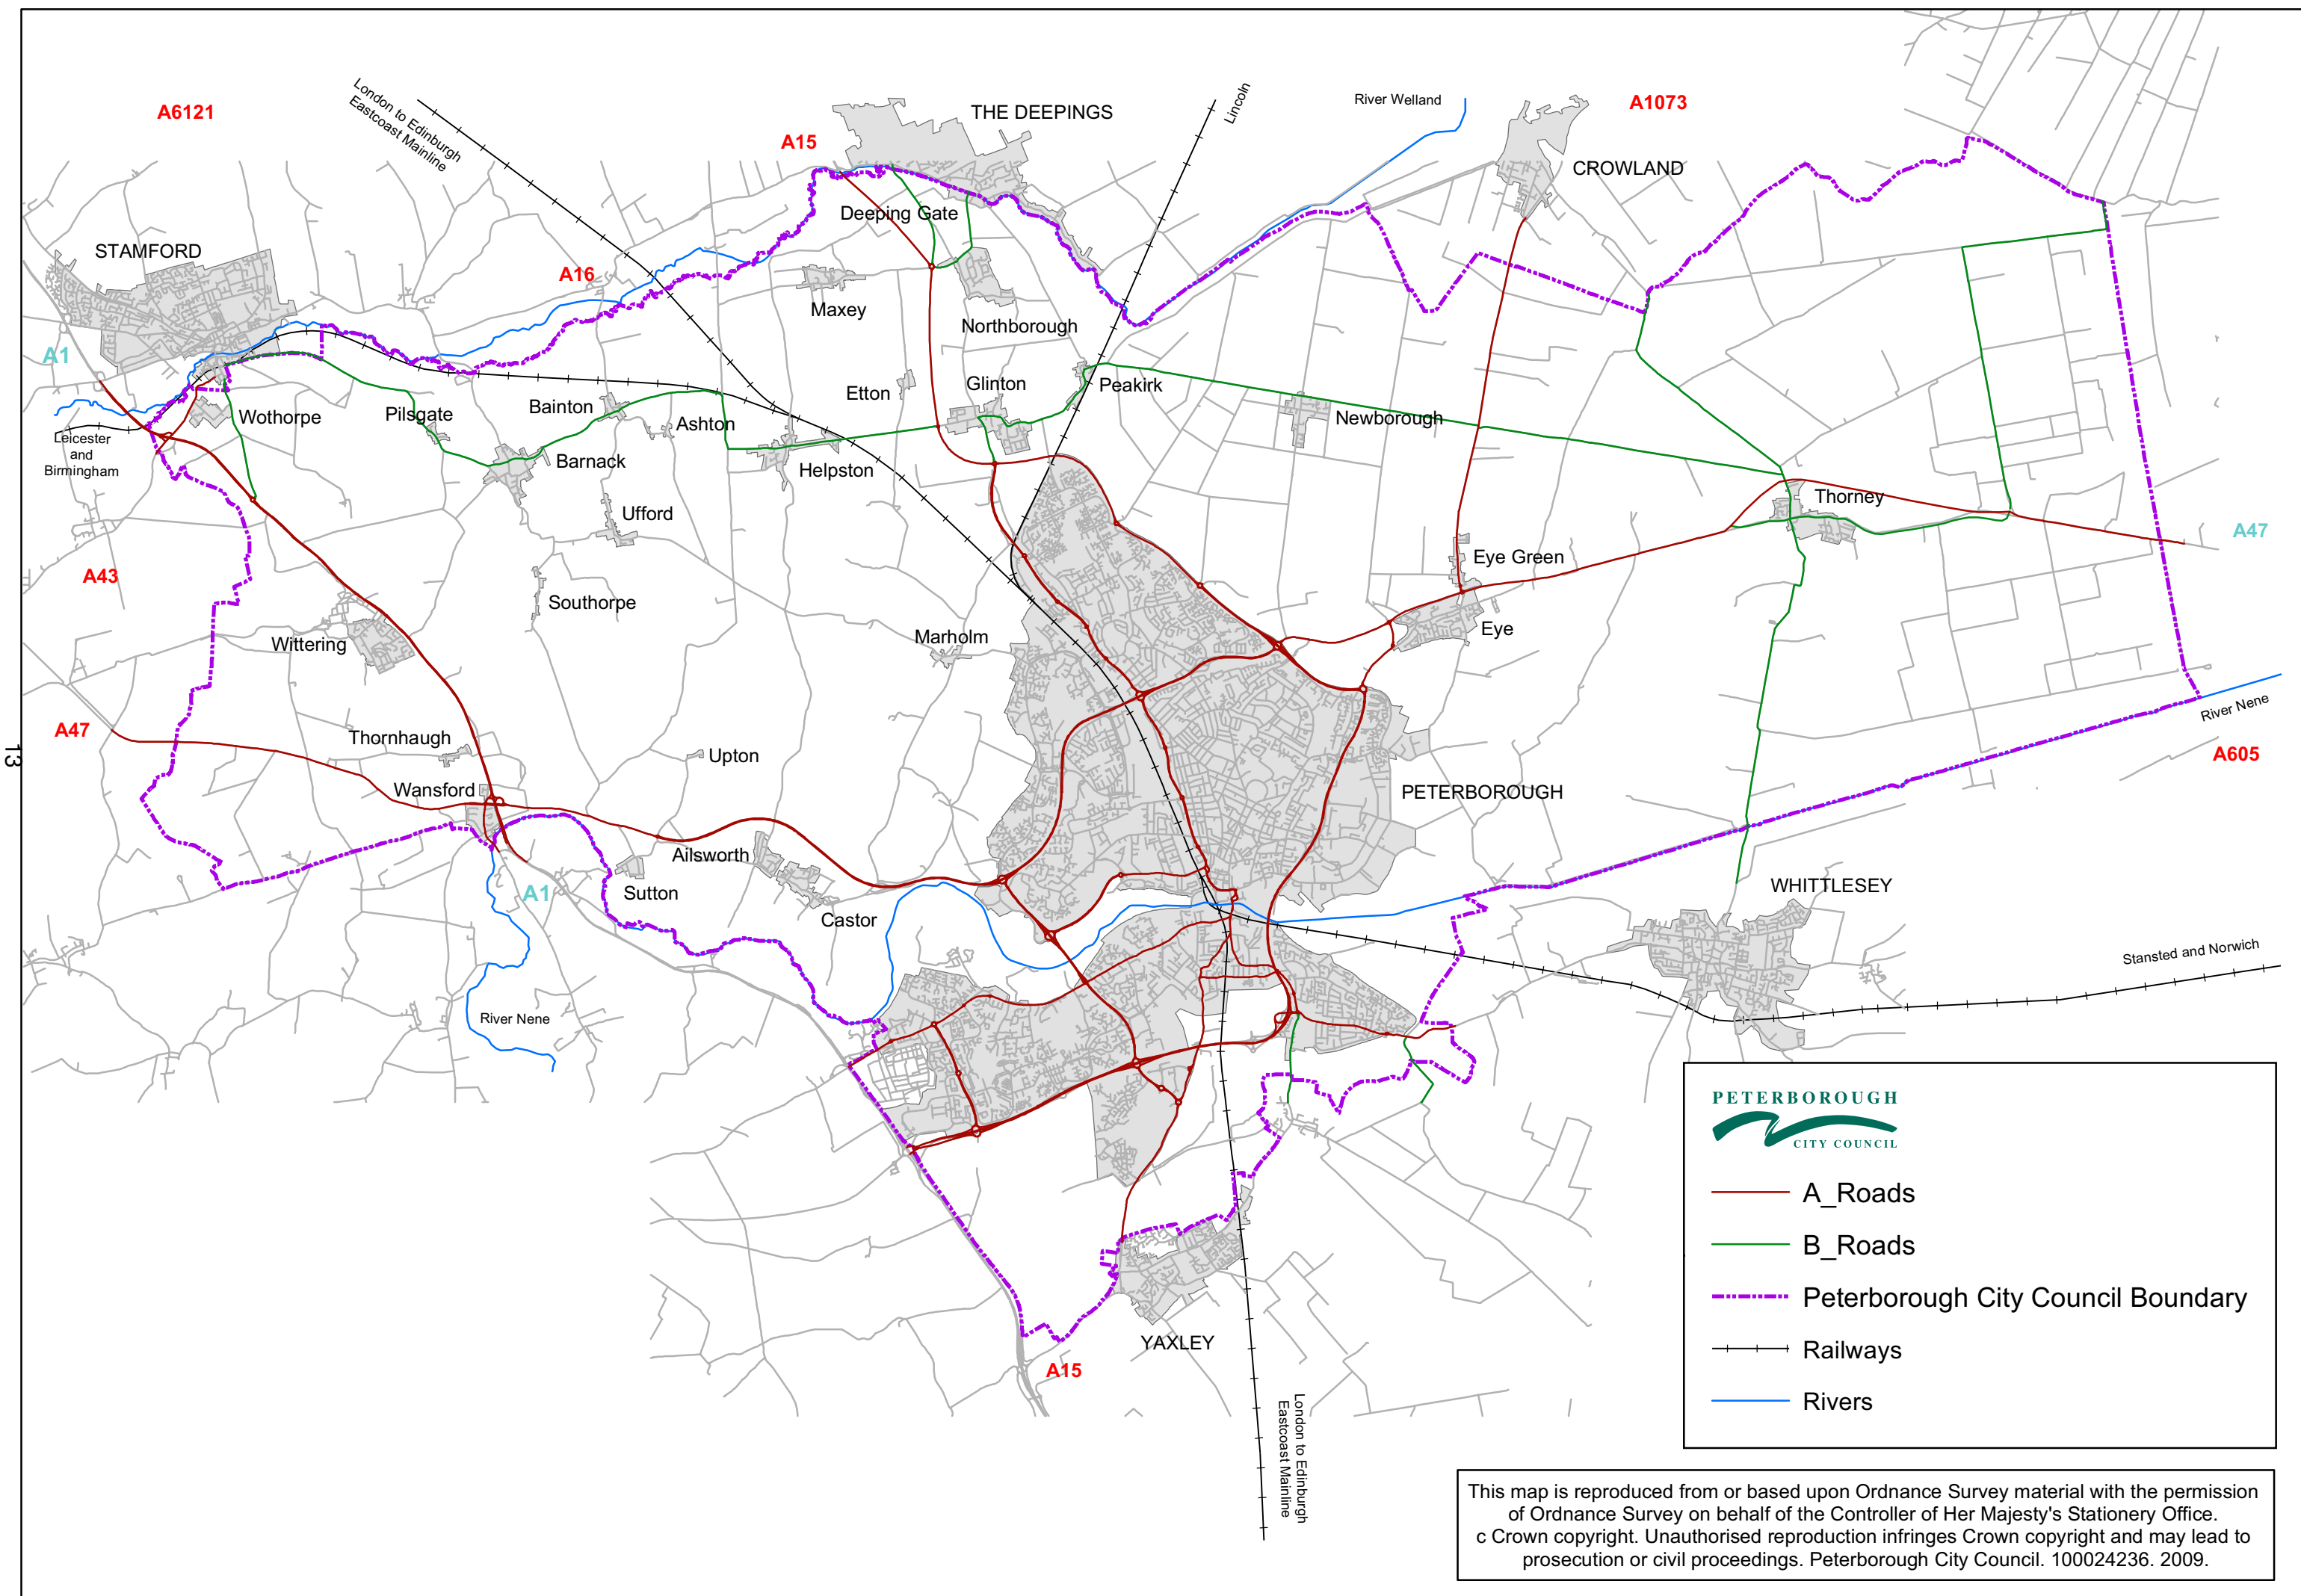 A6121
London to Edinburgh
Eastcoast Mainline
A15
THE DEEPINGS
Lincoln
River Welland
A1073
CROWLAND
Deeping Gate
STAMFORD
A16
Maxey
Northborough
A1
Etton
Glinton
Peakirk
Wothorpe
Pilsgate
Bainton
Ashton
Newborough
Leicester
and
Birmingham
Barnack
Helpston
Thorney
Ufford
A47
Eye Green
A43
Southorpe
Eye
Wittering
Marholm
River Nene
A47
Thornhaugh
Upton
A605
Wansford
PETERBOROUGH
Ailsworth
WHITTLESEY
A1
Sutton
Castor
Stansted and Norwich
River Nene
13
YAXLEY
A15
London to Edinburgh
Eastcoast Mainline
PETERBOROUGH
CITY COUNCIL
A_Roads
B_Roads
Peterborough City Council Boundary
Railways
Rivers
This map is reproduced from or based upon Ordnance Survey material with the permission
of Ordnance Survey on behalf of the Controller of Her Majesty's Stationery Office.
c Crown copyright. Unauthorised reproduction infringes Crown copyright and may lead to
prosecution or civil proceedings. Peterborough City Council. 100024236. 2009.